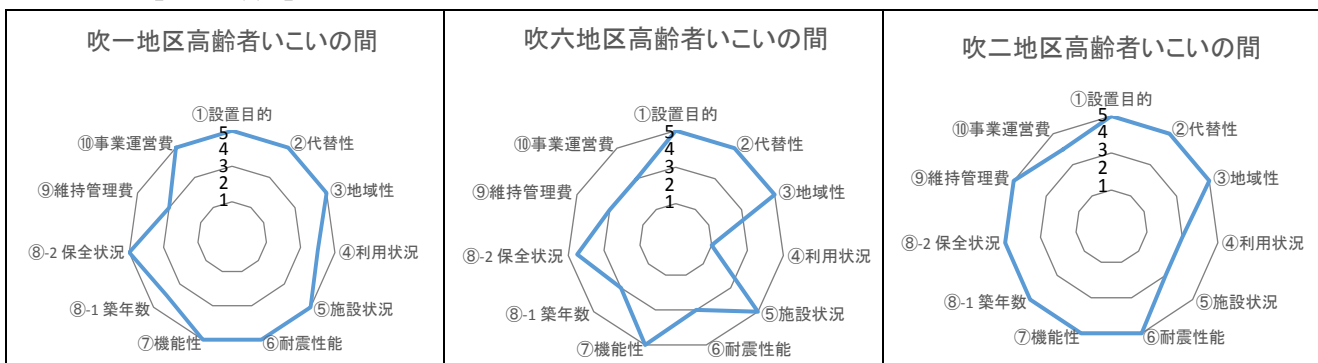 吹一地区高齢者いこいの間
①設置目的
②代替性
③地域性
④利用状況
⑤施設状況
⑥耐震性能
⑦機能性
⑧-1 築年数
⑧-2 保全状況
⑨維持管理費
⑩事業運営費
5
4
3
2
1
吹六地区高齢者いこいの間
①設置目的
②代替性
③地域性
④利用状況
⑤施設状況
⑥耐震性能
⑦機能性
⑧-1 築年数
⑧-2 保全状況
⑨維持管理費
⑩事業運営費
5
4
3
2
1
吹二地区高齢者いこいの間
①設置目的
②代替性
③地域性
④利用状況
⑤施設状況
⑥耐震性能
⑦機能性
⑧-1 築年数
⑧-2 保全状況
⑨維持管理費
⑩事業運営費
5
4
3
2
1